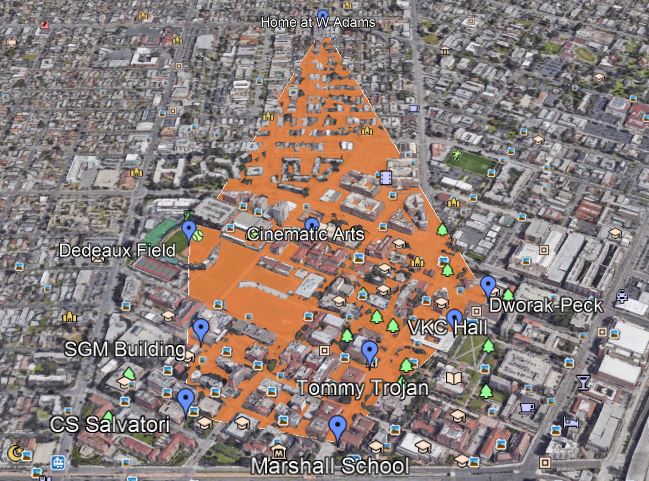 Home at W Adams
Cinematic Arts
Dedeaux Field
Dworak-Peck
VKC Hall
SGM Building
Tommy Trojan
CS Salvatori
Marshall School